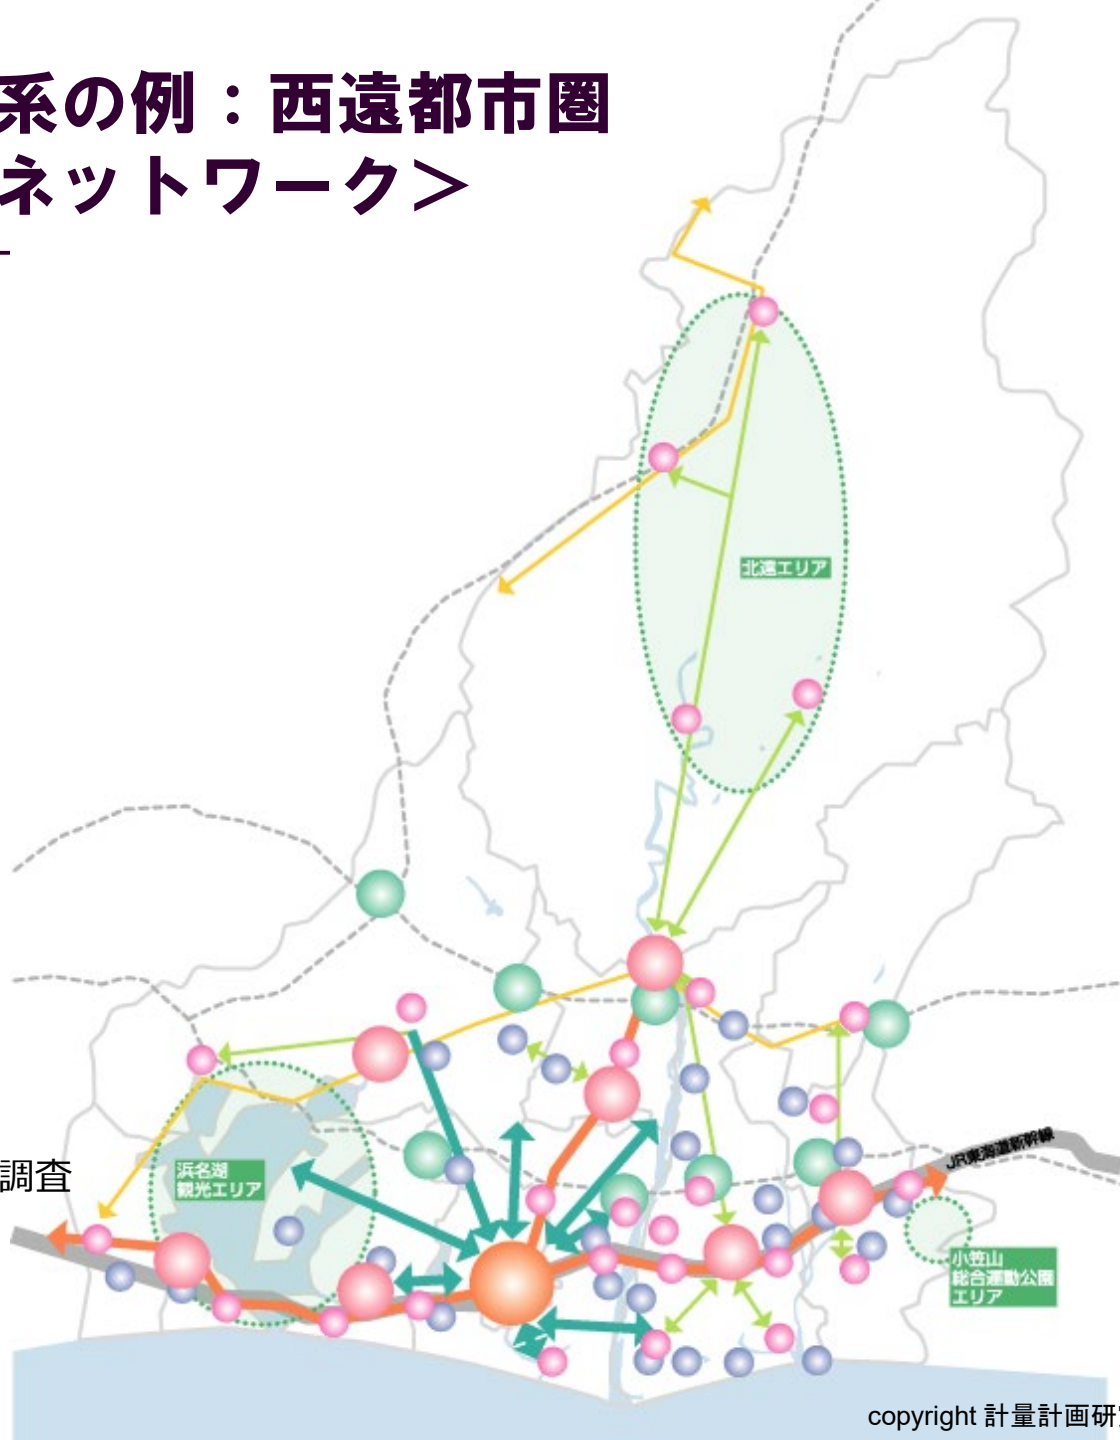 系の例：西遠都市圏
ネットワーク＞
北遠エリア
JR東海道新幹線
調査
浜名湖
観光エリア
小笠山
総合運動公園
エリア
copyright 計量計画研